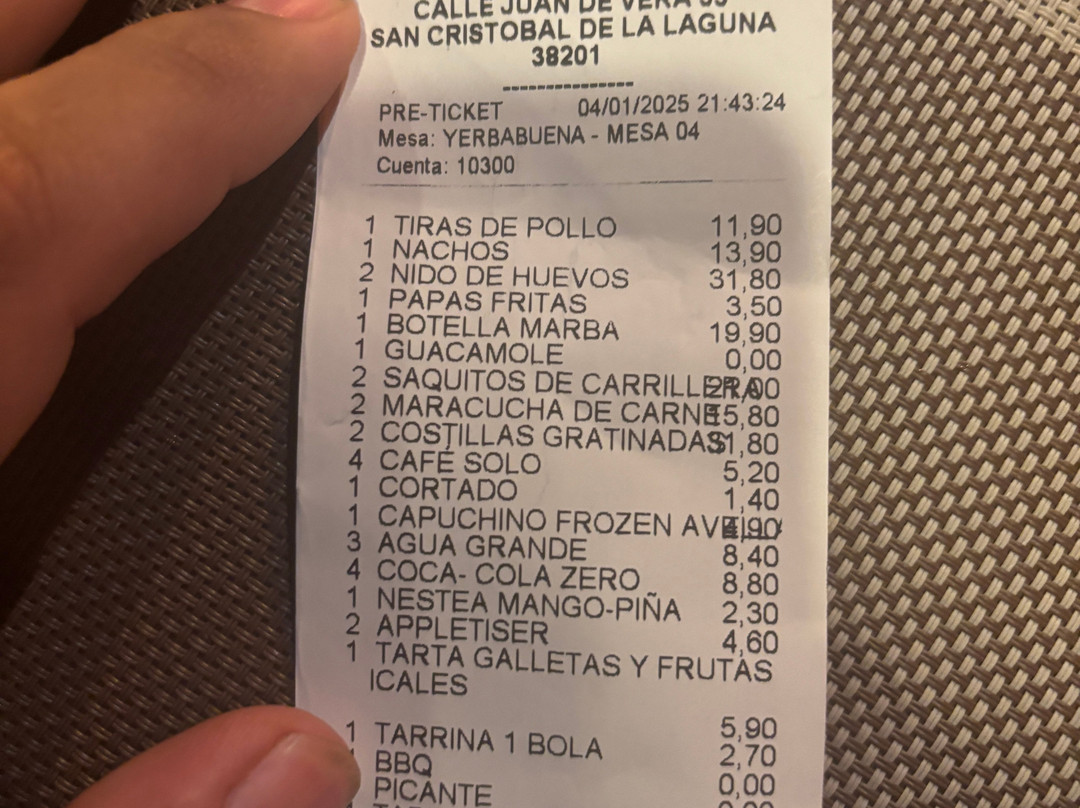 CALLE JUAN DE VERA
SAN CRISTOBAL DE LA LAGUNA
38201
---------------
PRE-TICKET 04/01/2025 21:43:24
Mesa: YERBABUENA - MESA 04
Cuenta: 10300
1 TIRAS DE POLLO 11,90
1 NACHOS 13,90
2 NIDO DE HUEVOS 31,80
1 PAPAS FRITAS 3,50
1 BOTELLA MARBA 19,90
1 GUACAMOLE 0,00
2 SAQUITOS DE CARRILLERA
2 MARACUCHA DE CARNE
2 COSTILLAS GRATINADAS
4 CAFÉ SOLO 5,20
1 CORTADO 1,40
1 CAPUCHINO FROZEN
3 AGUA GRANDE 8,40
4 COCA- COLA ZERO 8,80
1 NESTEA MANGO-PIÑA 2,30
2 APPLETISER 4,60
1 TARTA GALLETAS Y FRUTAS
ICALES
5,90
1 TARRINA 1 BOLA 2,70
BBQ 0,00
PICANTE